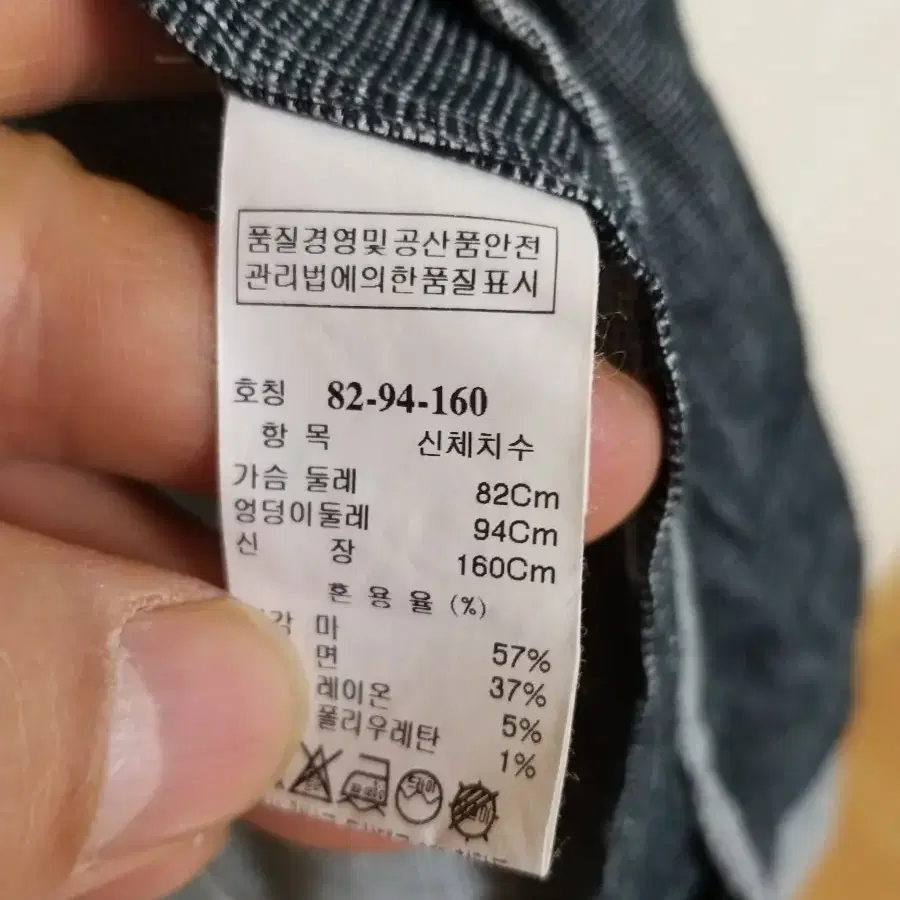 품질경영및공산품안전
관리법에의한품질표시
호칭 82-94-160
항 목 신체치수
가슴 둘레 82Cm
엉덩이둘레 94Cm
신 장 160Cm
혼 용 율 (%)
마 57%
면 37%
레이온 5%
폴리우레탄 1%